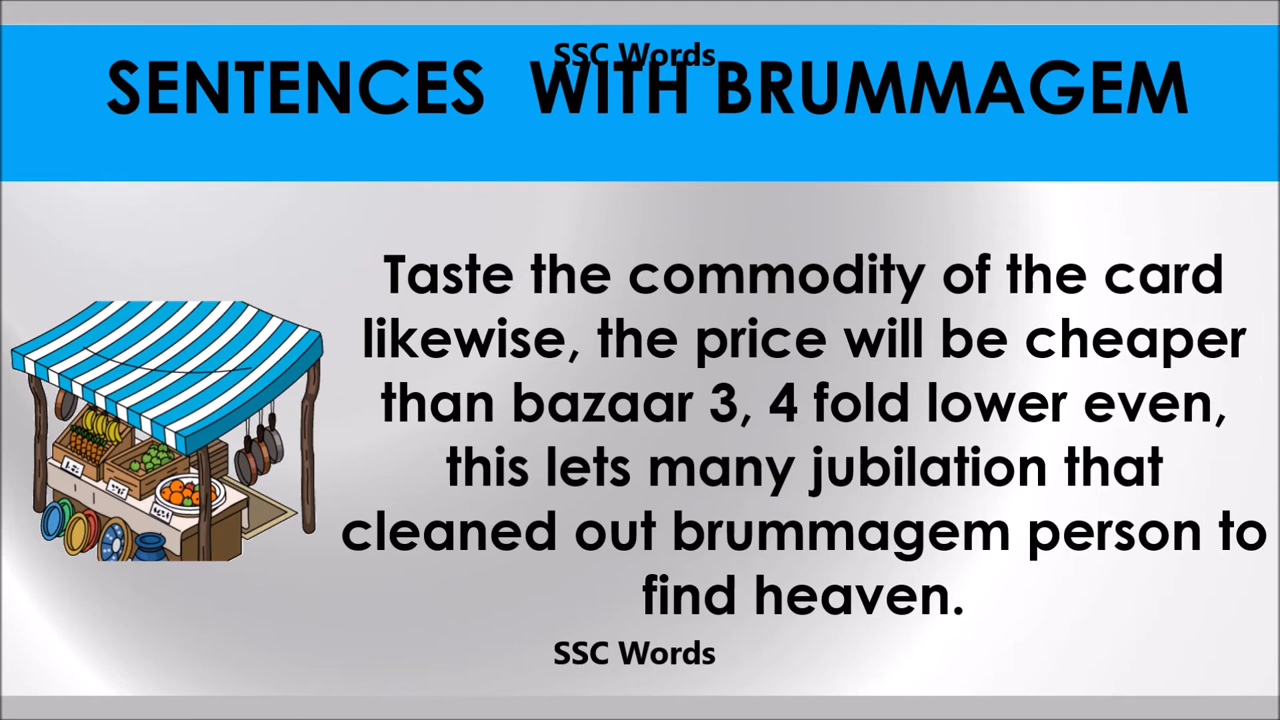 SSC Words
SENTENCES WITH BRUMMAGEM
Taste the commodity of the card
likewise, the price will be cheaper
than bazaar 3, 4 fold lower even,
this lets many jubilation that
cleaned out brummagem person to
find heaven.
SSC Words